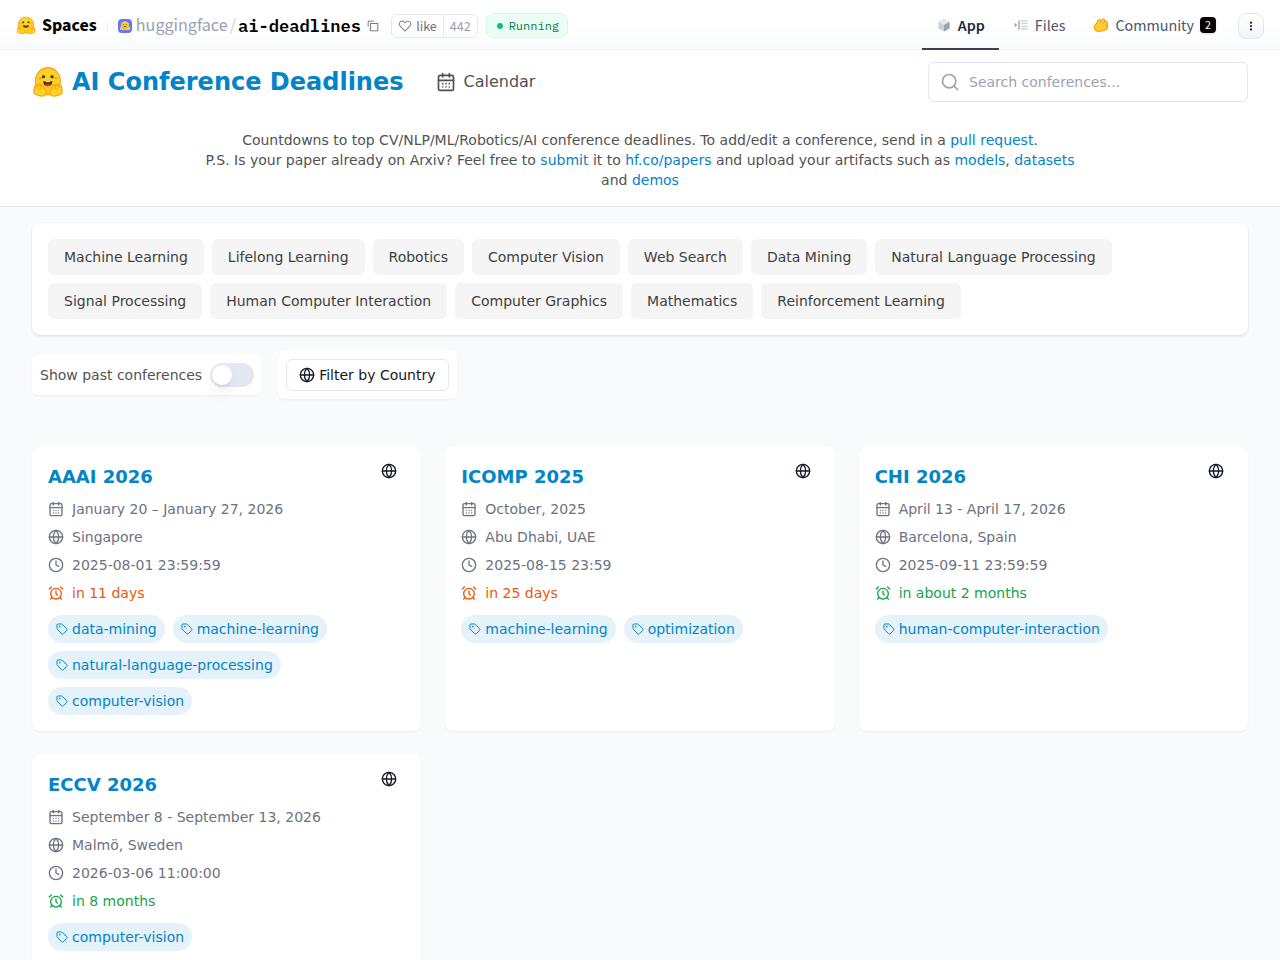 Spaces
huggingface/ai-deadlines
like 442
Running
App
Files
Community 2
AI Conference Deadlines
Calendar
Search conferences...
Countdowns to top CV/NLP/ML/Robotics/AI conference deadlines. To add/edit a conference, send in a pull request.
P.S. Is your paper already on Arxiv? Feel free to submit it to hf.co/papers and upload your artifacts such as models, datasets
and demos
Machine Learning Lifelong Learning Robotics Computer Vision Web Search Data Mining Natural Language Processing
Signal Processing Human Computer Interaction Computer Graphics Mathematics Reinforcement Learning
Show past conferences
Filter by Country
AAAI 2026
January 20 – January 27, 2026
Singapore
2025-08-01 23:59:59
in 11 days
data-mining machine-learning
natural-language-processing
computer-vision
ICOMP 2025
October, 2025
Abu Dhabi, UAE
2025-08-15 23:59
in 25 days
machine-learning optimization
CHI 2026
April 13 - April 17, 2026
Barcelona, Spain
2025-09-11 23:59:59
in about 2 months
human-computer-interaction
ECCV 2026
September 8 - September 13, 2026
Malmö, Sweden
2026-03-06 11:00:00
in 8 months
computer-vision